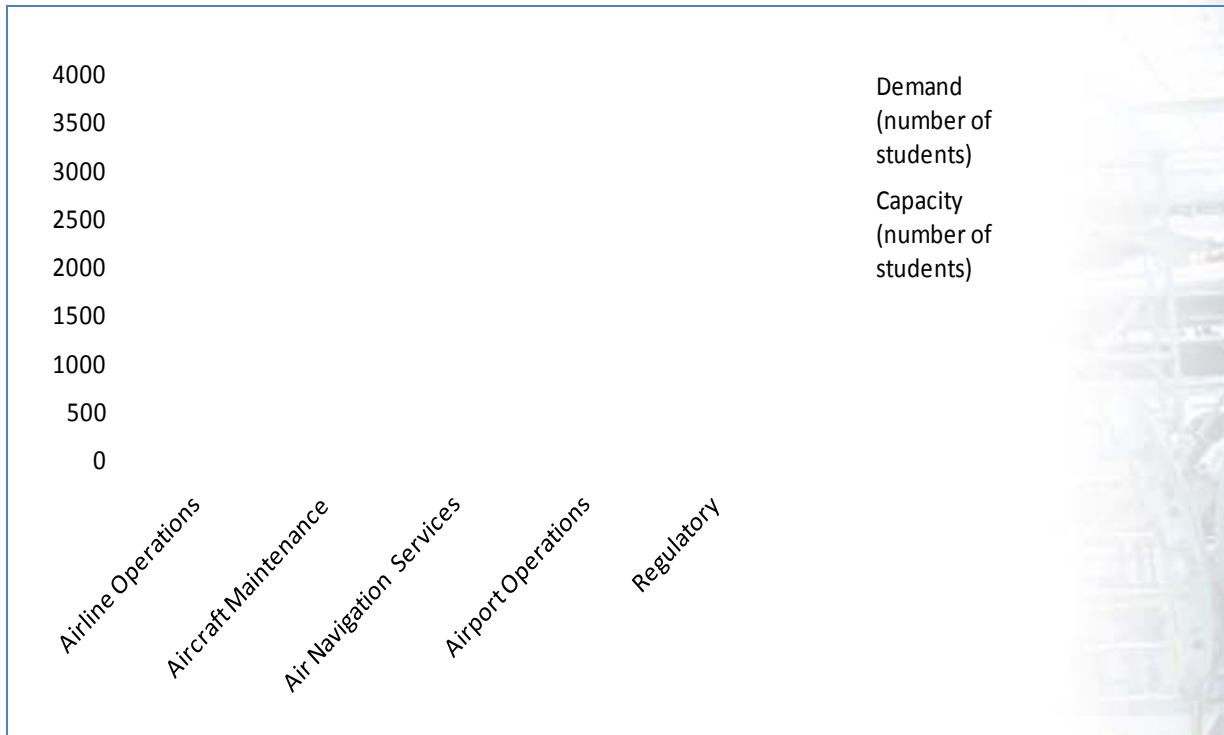 4000
3500
3000
2500
2000
1500
1000
500
0
Airline Operations
Aircraft Maintenance
Air Navigation Services
Airport Operations
Regulatory
Demand
(number of
students)
Capacity
(number of
students)